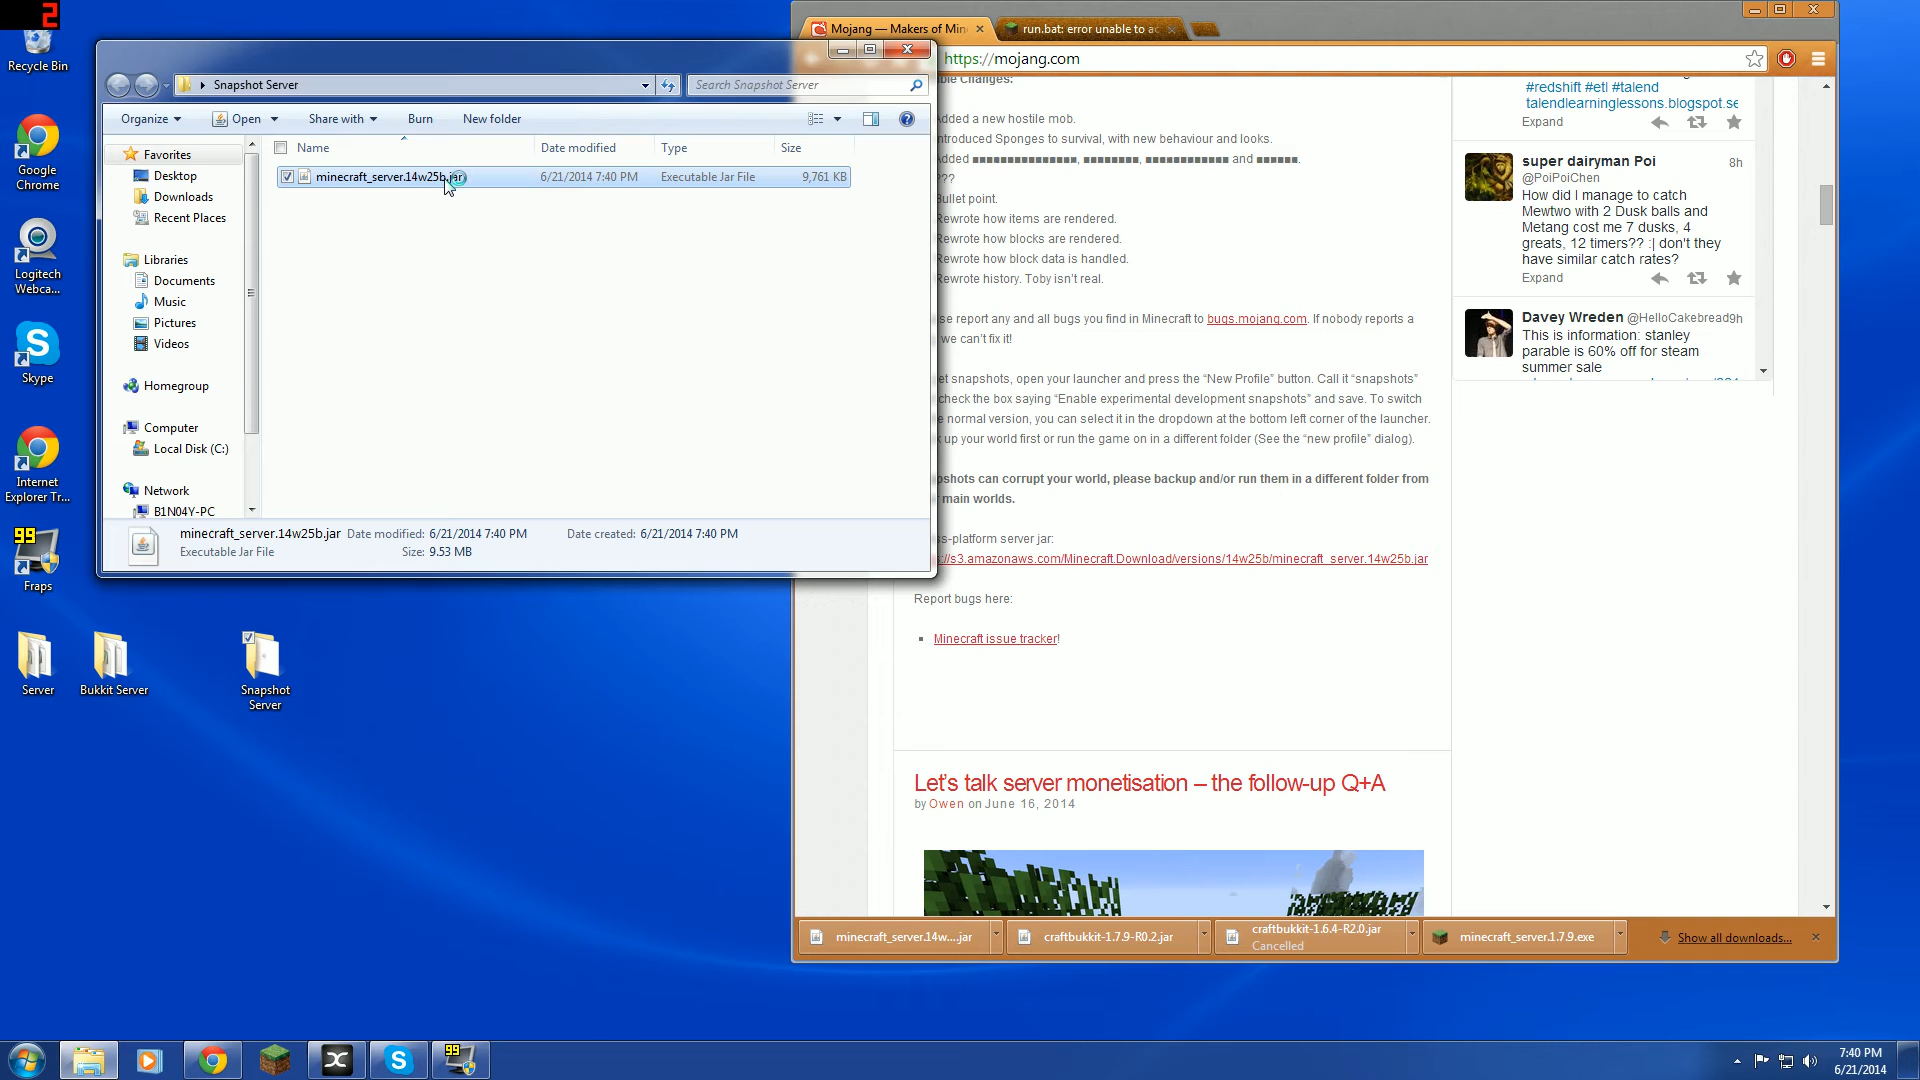 2
Recycle Bin
Google
Chrome
Logitech
Webca...
Skype
Internet
Explorer Tr...
99
Fraps
Server
Bukkit Server
Snapshot
Server
Snapshot Server
Search Snapshot Server
Organize
Open
Share with
Burn
New folder
Name
Date modified
Type
Size
minecraft_server.14w25b.jar
6/21/2014 7:40 PM
Executable Jar File
9,761 KB
Favorites
Desktop
Downloads
Recent Places
Libraries
Documents
Music
Pictures
Videos
Homegroup
Computer
Local Disk (C:)
Network
B1N04Y-PC
minecraft_server.14w25b.jar Date modified: 6/21/2014 7:40 PM Date created: 6/21/2014 7:40 PM
Executable Jar File Size: 9.53 MB
Mojang — Makers of Min
run.bat: error unable to ac
https://mojang.com
Changes:
Added a new hostile mob.
Introduced Sponges to survival, with new behaviour and looks.
Added ■■■■■■■■■■■■■■■, ■■■■■■■■, ■■■■■■■■■■■■ and ■■■■■■.
???
Bullet point.
Rewrote how items are rendered.
Rewrote how blocks are rendered.
Rewrote how block data is handled.
Rewrote history. Toby isn't real.
se report any and all bugs you find in Minecraft to bugs.mojang.com. If nobody reports a
we can't fix it!
et snapshots, open your launcher and press the “New Profile” button. Call it “snapshots”
check the box saying “Enable experimental development snapshots” and save. To switch
e normal version, you can select it in the dropdown at the bottom left corner of the launcher.
k up your world first or run the game on in a different folder (See the “new profile” dialog).
pshots can corrupt your world, please backup and/or run them in a different folder from
r main worlds.
ss-platform server jar:
://s3.amazonaws.com/Minecraft.Download/versions/14w25b/minecraft_server.14w25b.jar
Report bugs here:
Minecraft issue tracker!
Let's talk server monetisation – the follow-up Q+A
by Owen on June 16, 2014
#redshift #etl #talend
talendlearninglessons.blogspot.se
Expand
super dairyman Poi 8h
@PoiPoiChen
How did I manage to catch
Mewtwo with 2 Dusk balls and
Metang cost me 7 dusks, 4
greats, 12 timers?? :| don't they
have similar catch rates?
Expand
Davey Wreden @HelloCakebread 9h
This is information: stanley
parable is 60% off for steam
summer sale
minecraft_server.14w....jar
craftbukkit-1.7.9-R0.2.jar
craftbukkit-1.6.4-R2.0.jar
Cancelled
minecraft_server.1.7.9.exe
Show all downloads...
99
7:40 PM
6/21/2014